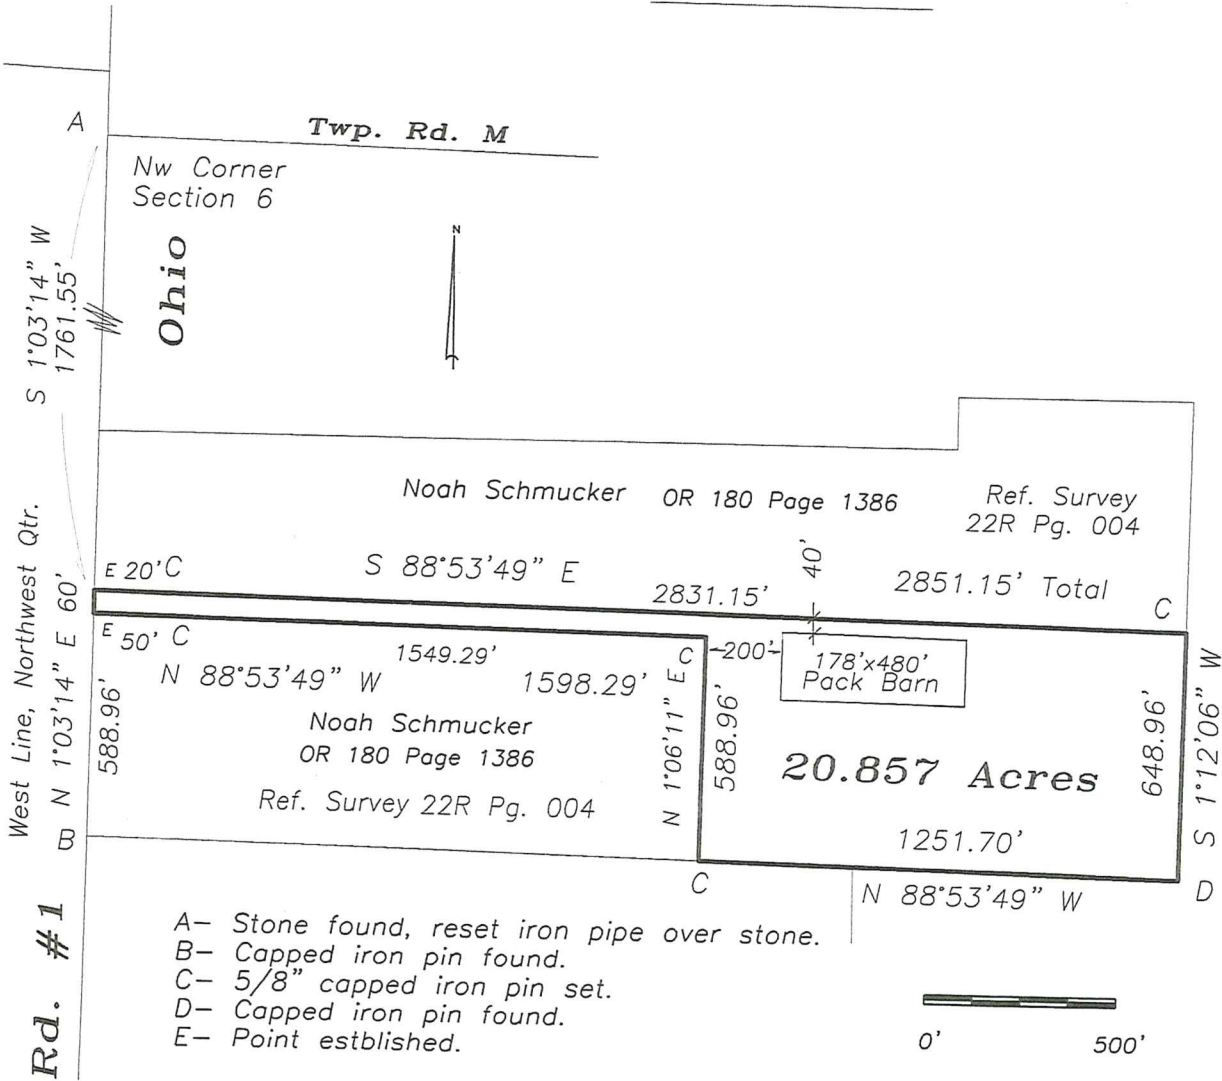 A
Twp. Rd. M
Nw Corner
Section 6
N
Ohio
S 1°03'14" W
1761.55'
Noah Schmucker OR 180 Page 1386
Ref. Survey
22R Pg. 004
West Line, Northwest Qtr.
E 20' C
S 88°53'49" E
40'
2831.15'
2851.15' Total
C
N 1°03'14" E 60'
E 50' C
1549.29'
C
N 88°53'49" W
1598.29'
200'
178'x480'
Pack Barn
588.96'
Noah Schmucker
OR 180 Page 1386
Ref. Survey 22R Pg. 004
N 1°06'11" E
588.96'
20.857 Acres
648.96'
S 1°12'06" W
1251.70'
B
C
N 88°53'49" W
D
Rd. #1
A- Stone found, reset iron pipe over stone.
B- Capped iron pin found.
C- 5/8" capped iron pin set.
D- Capped iron pin found.
E- Point estblished.
0' 500'